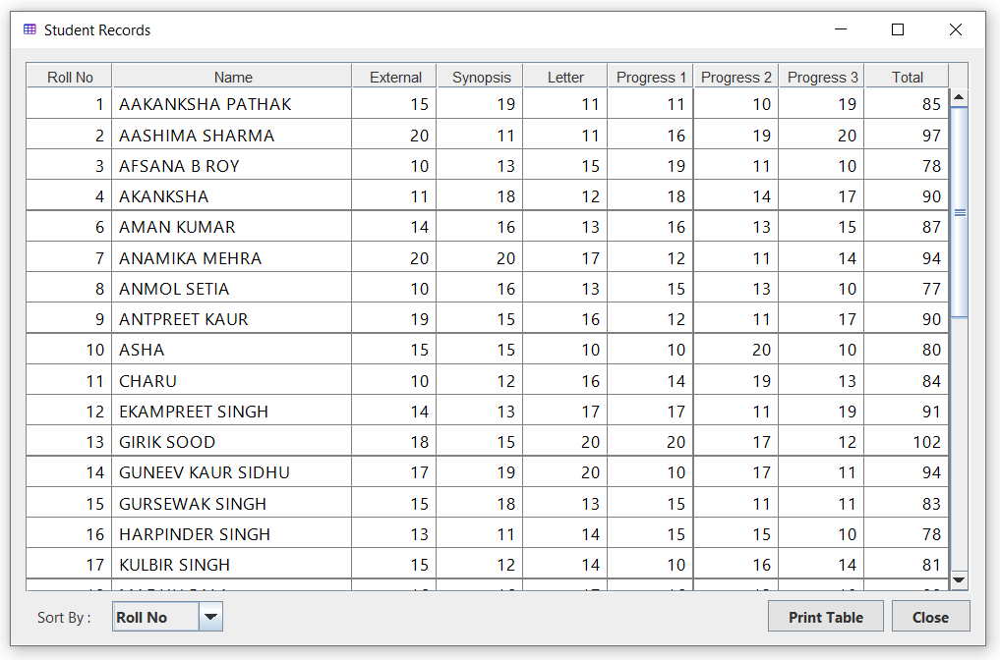 Student Records
Roll No Name External Synopsis Letter Progress 1 Progress 2 Progress 3 Total
1 AAKANKSHA PATHAK 15 19 11 11 10 19 85
2 AASHIMA SHARMA 20 11 11 16 19 20 97
3 AFSANA B ROY 10 13 15 19 11 10 78
4 AKANKSHA 11 18 12 18 14 17 90
6 AMAN KUMAR 14 16 13 16 13 15 87
7 ANAMIKA MEHRA 20 20 17 12 11 14 94
8 ANMOL SETIA 10 16 13 15 13 10 77
9 ANTPREET KAUR 19 15 16 12 11 17 90
10 ASHA 15 15 10 10 20 10 80
11 CHARU 10 12 16 14 19 13 84
12 EKAMPREET SINGH 14 13 17 17 11 19 91
13 GIRIK SOOD 18 15 20 20 17 12 102
14 GUNEEV KAUR SIDHU 17 19 20 10 17 11 94
15 GURSEWAK SINGH 15 18 13 15 11 11 83
16 HARPINDER SINGH 13 11 14 15 15 10 78
17 KULBIR SINGH 15 12 14 10 16 14 81
Sort By : Roll No Print Table Close